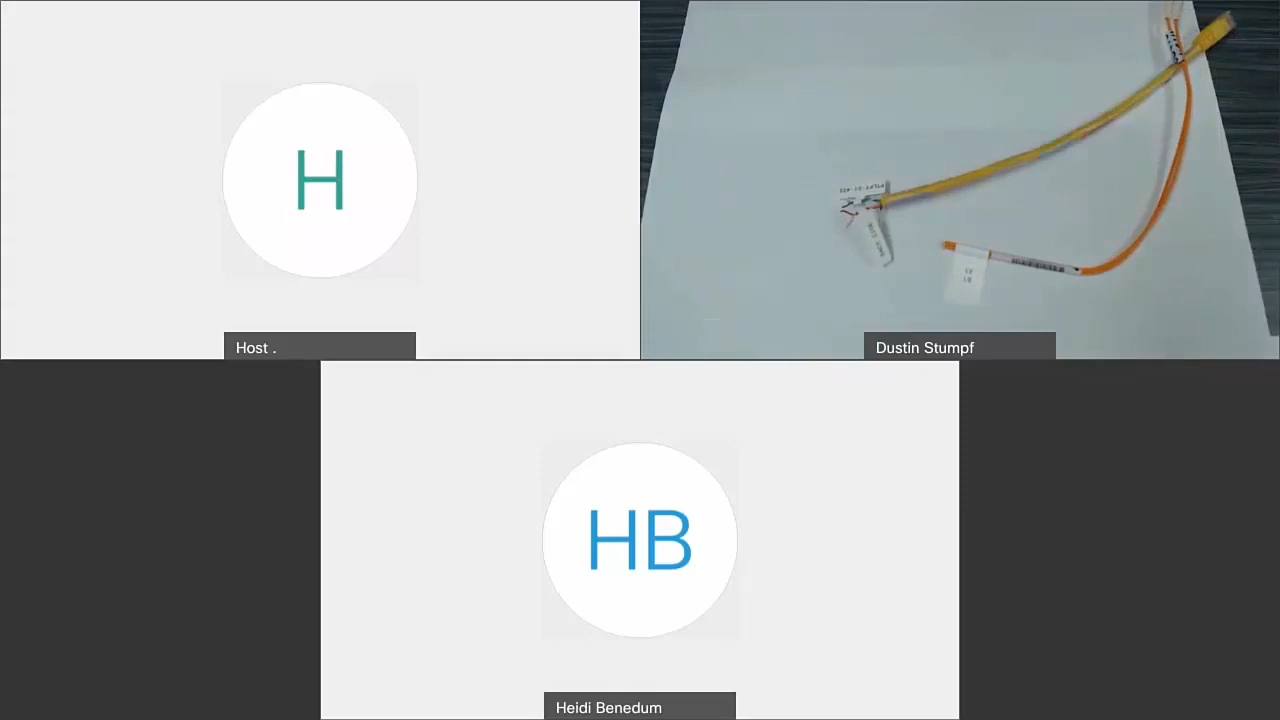 H
Host .
Dustin Stumpf
HB
Heidi Benedum